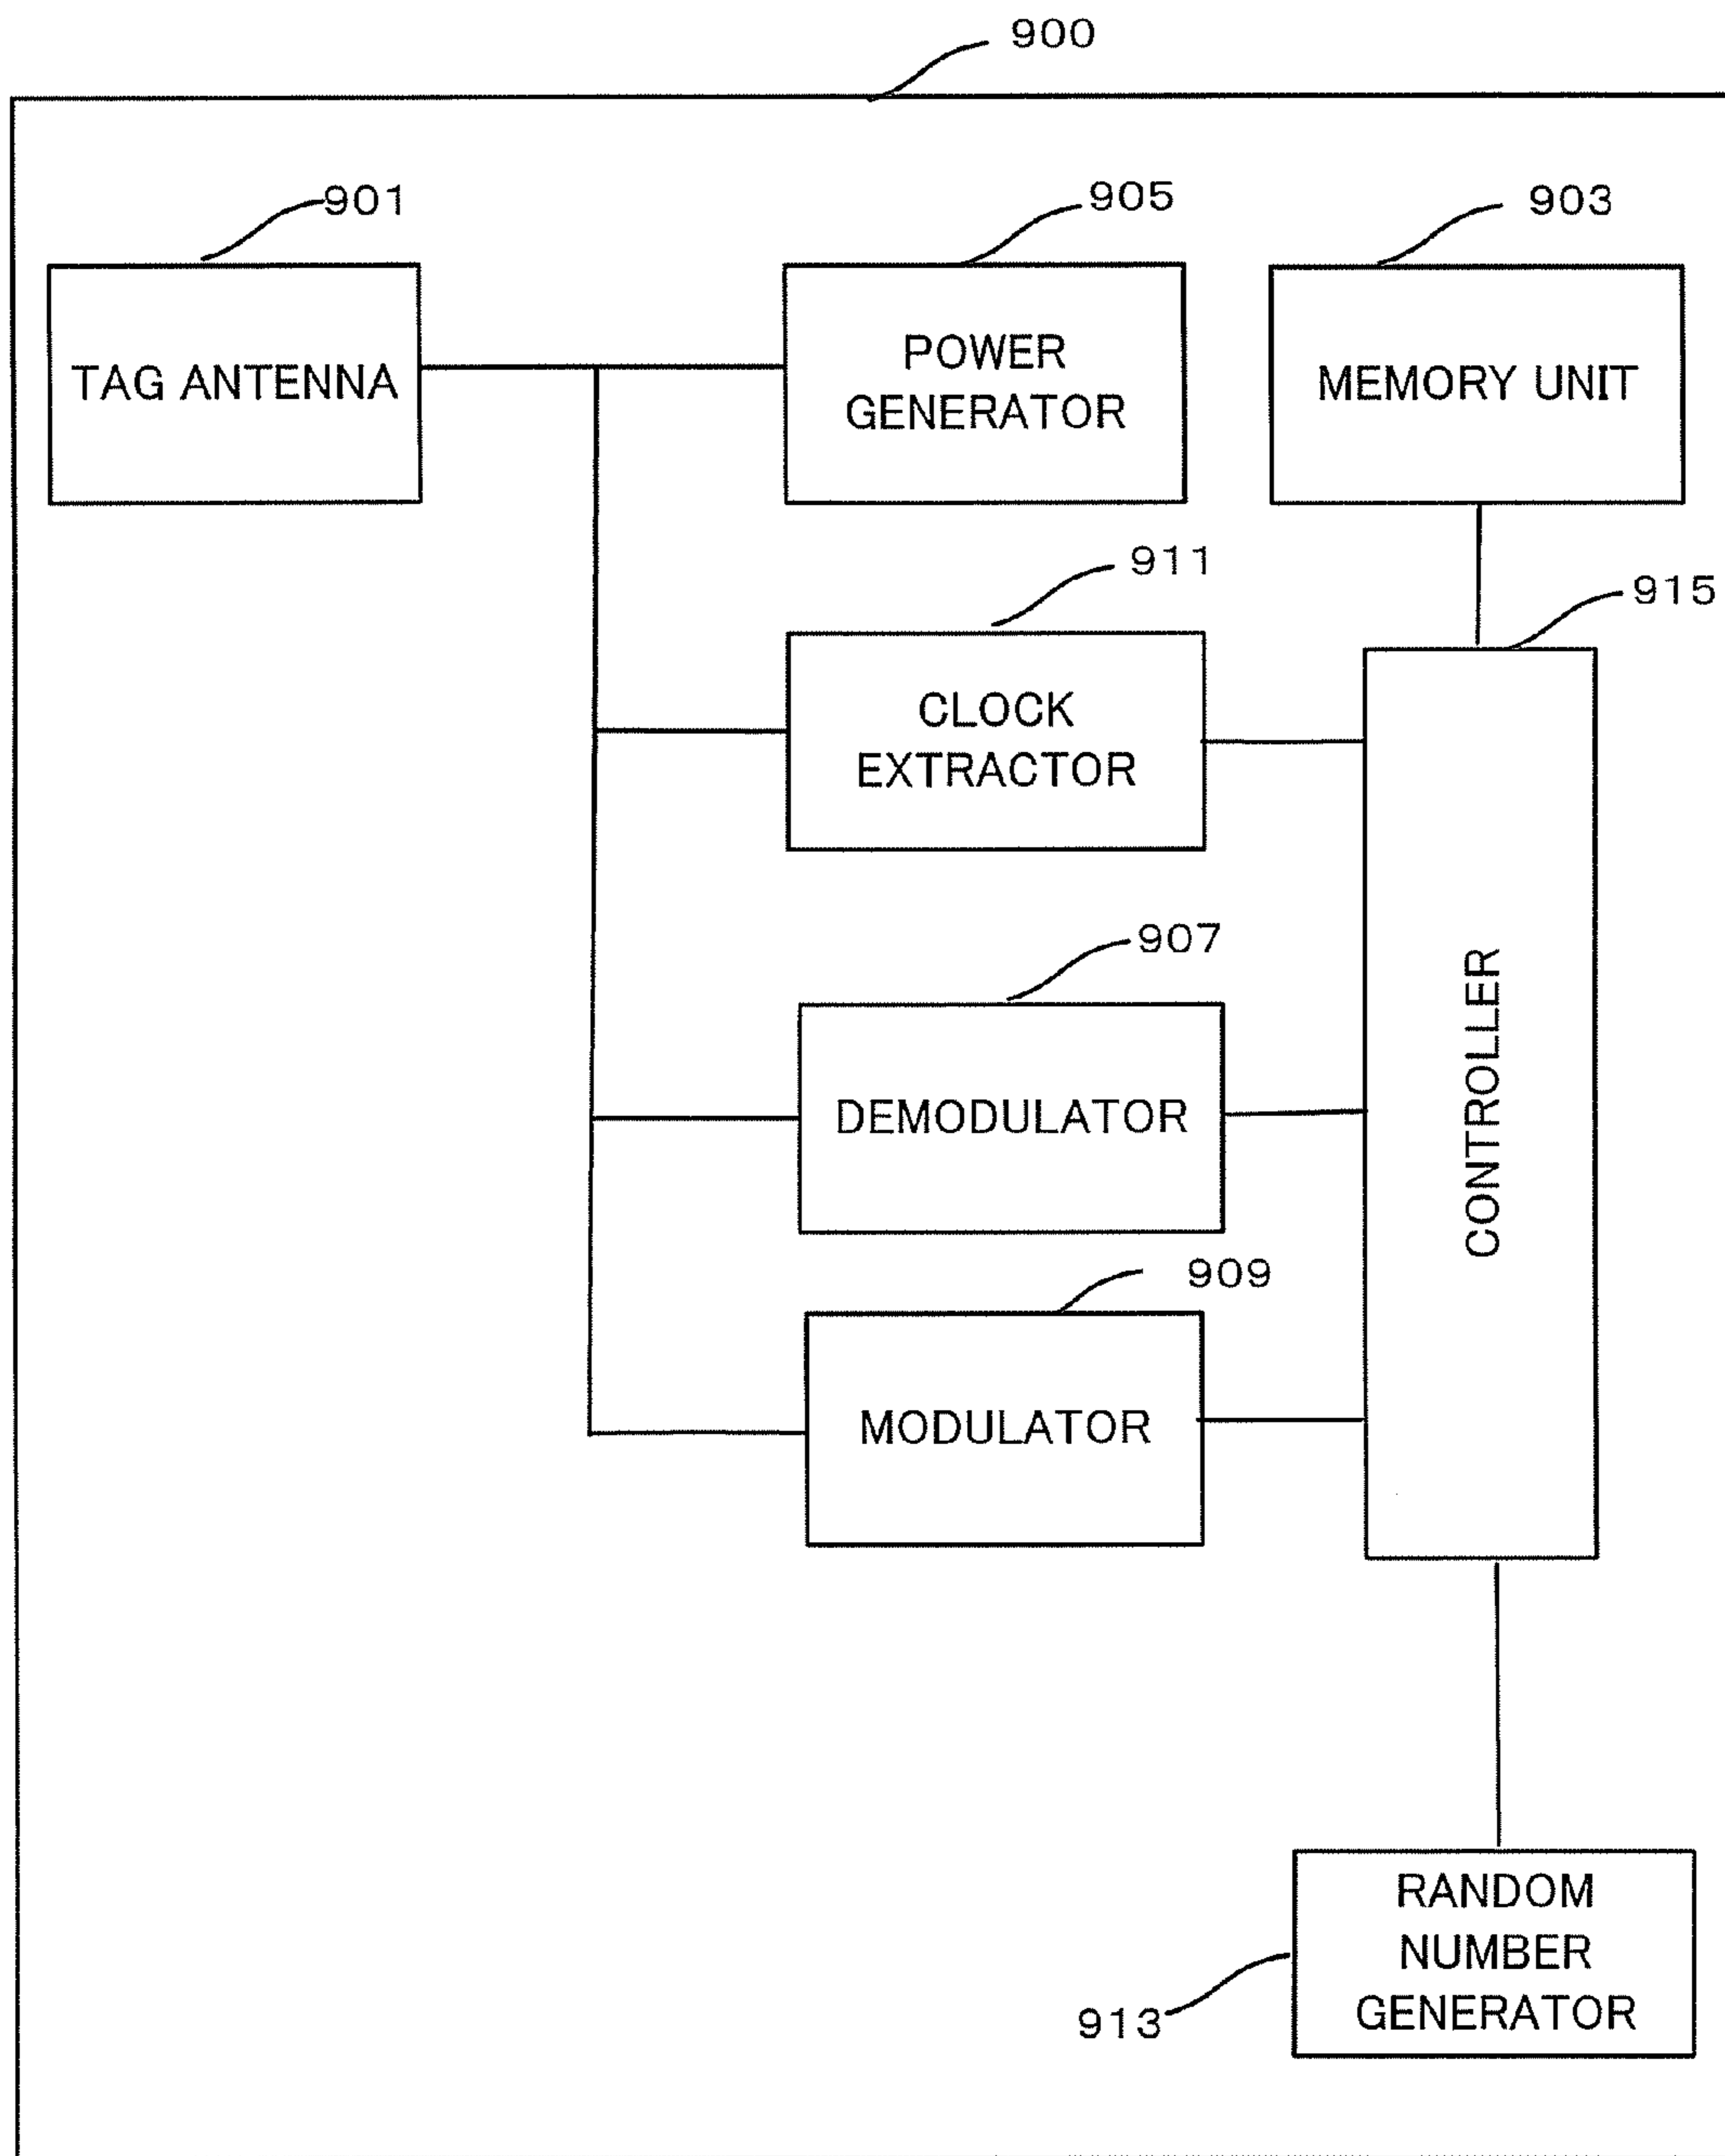 900
901
905
903
TAG ANTENNA
POWER
GENERATOR
MEMORY UNIT
911
915
CLOCK
EXTRACTOR
907
DEMODULATOR
CONTROLLER
909
MODULATOR
RANDOM
NUMBER
GENERATOR
913